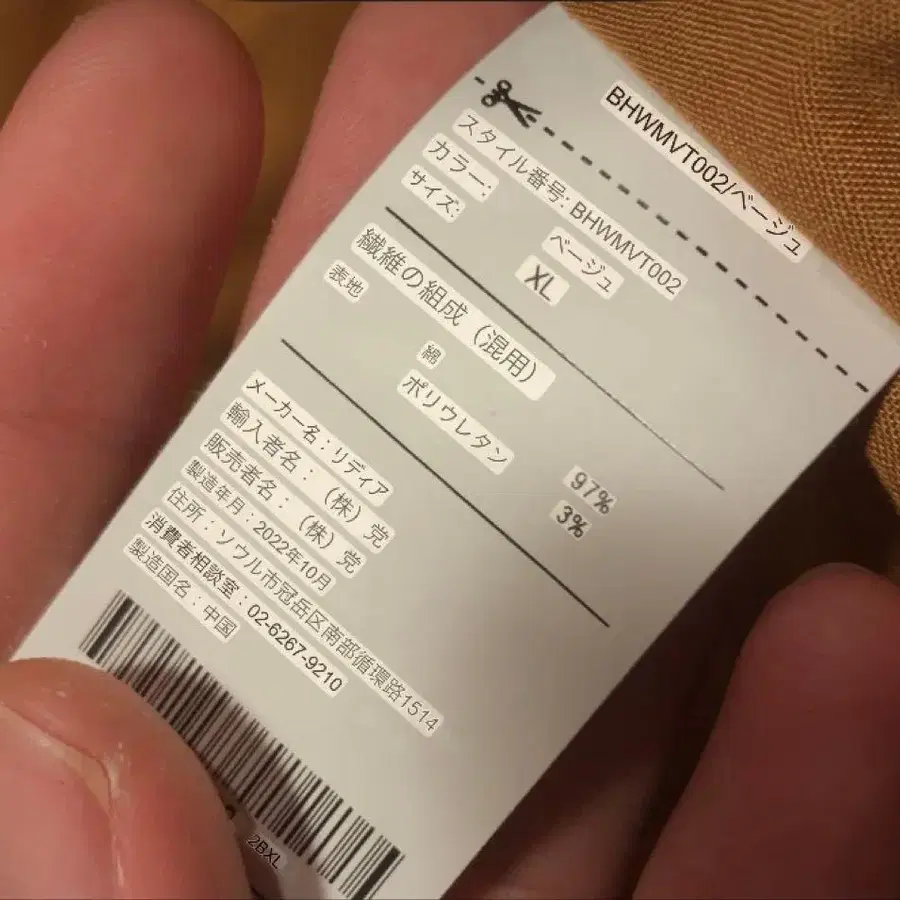 BHWMVT002/ベージュ
スタイル番号: BHWMVT002
カラー: ベージュ
サイズ: XL
繊維の組成（混用）
表地 綿 97%
ポリウレタン 3%
メーカー名：リディア
輸入者名：（株）党
販売者名：（株）党
製造年月：2022年10月
住所：ソウル市冠岳区南部循環路1514
消費者相談室：02-6267-9210
製造国名：中国
2BXL